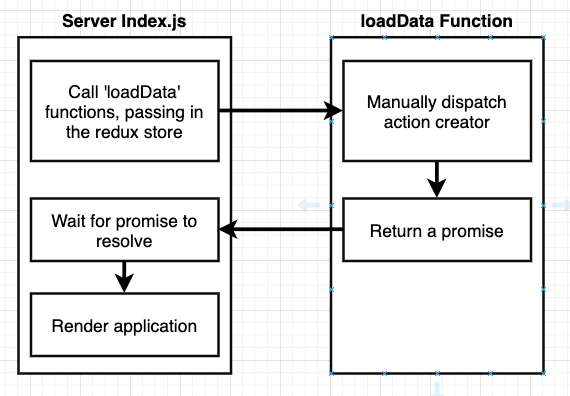 Server Index.js
loadData Function
Call 'loadData'
functions, passing in
the redux store
Manually dispatch
action creator
Wait for promise to
resolve
Return a promise
Render application